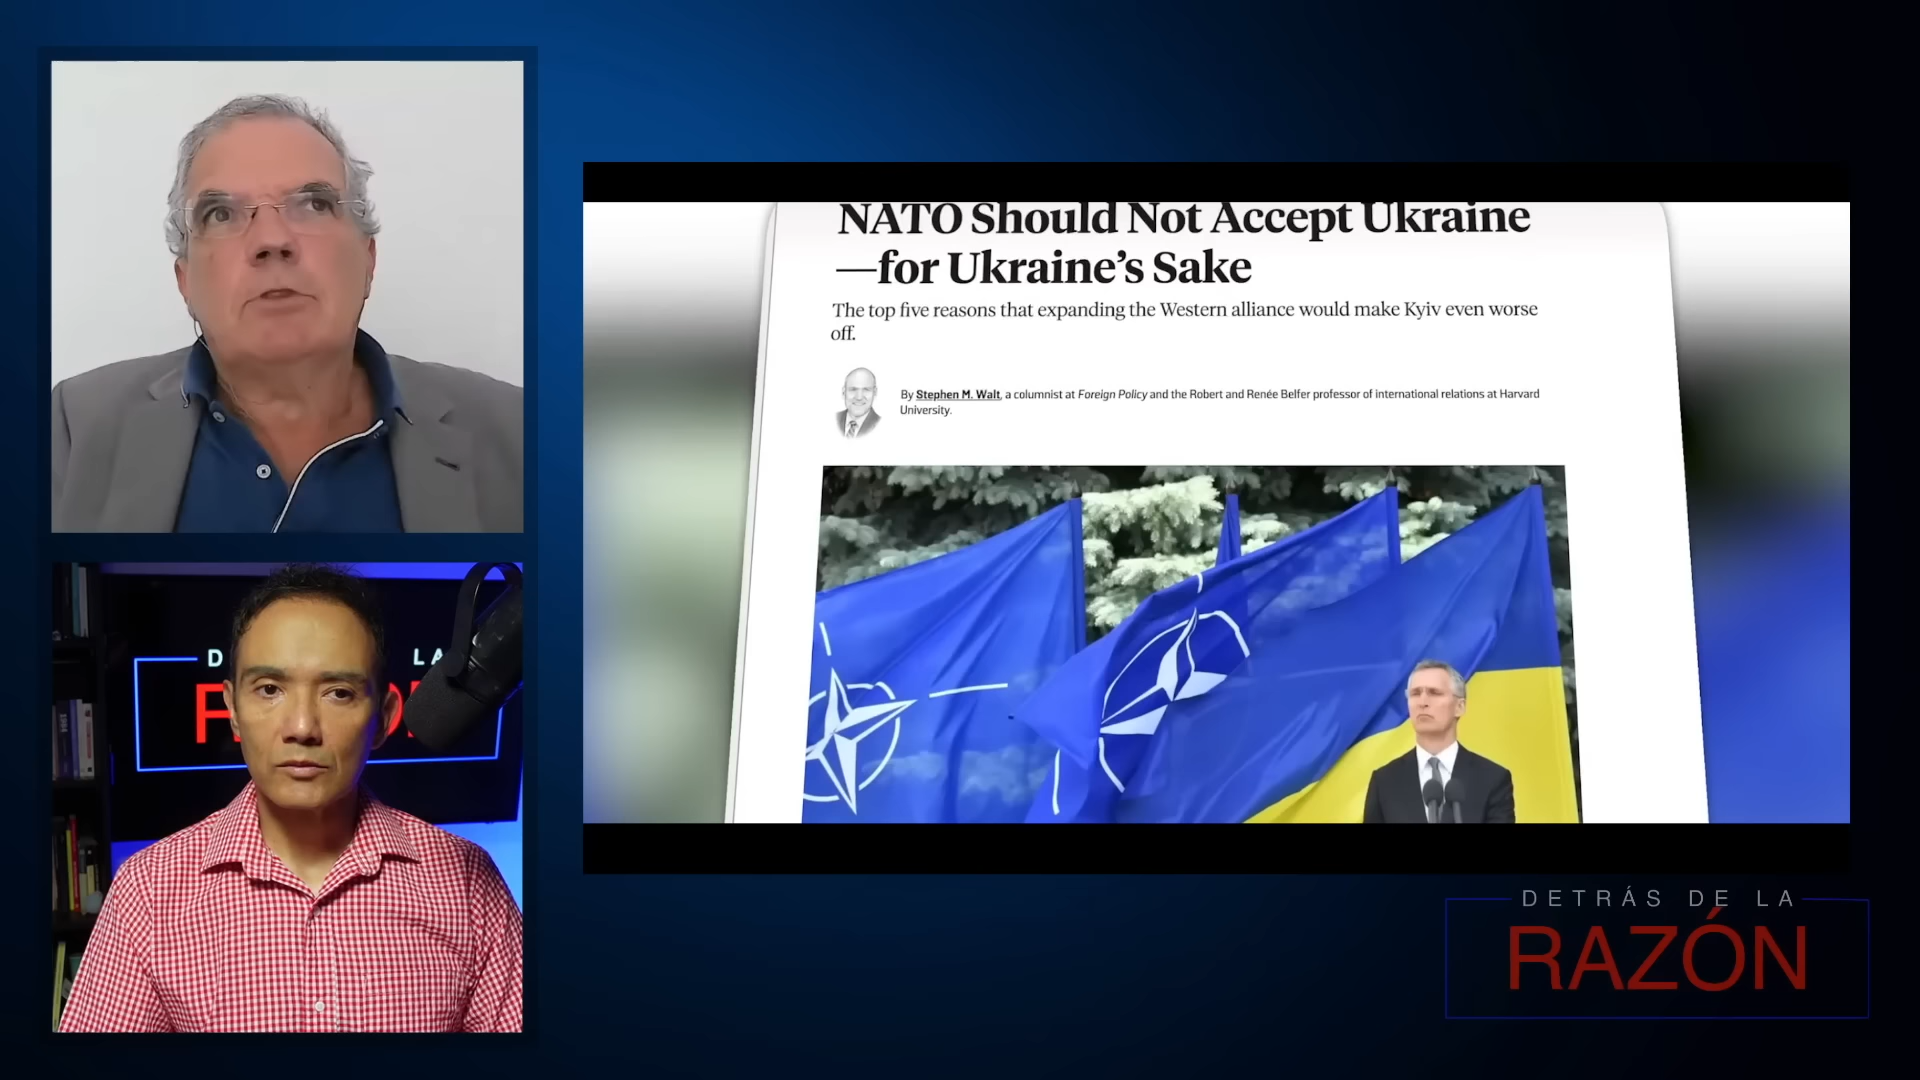 NATO Should Not Accept Ukraine
—for Ukraine’s Sake
The top five reasons that expanding the Western alliance would make Kyiv even worse
off.
By Stephen M. Walt, a columnist at Foreign Policy and the Robert and Renée Belfer professor of international relations at Harvard
University.
DETRÁS DE LA
RAZÓN